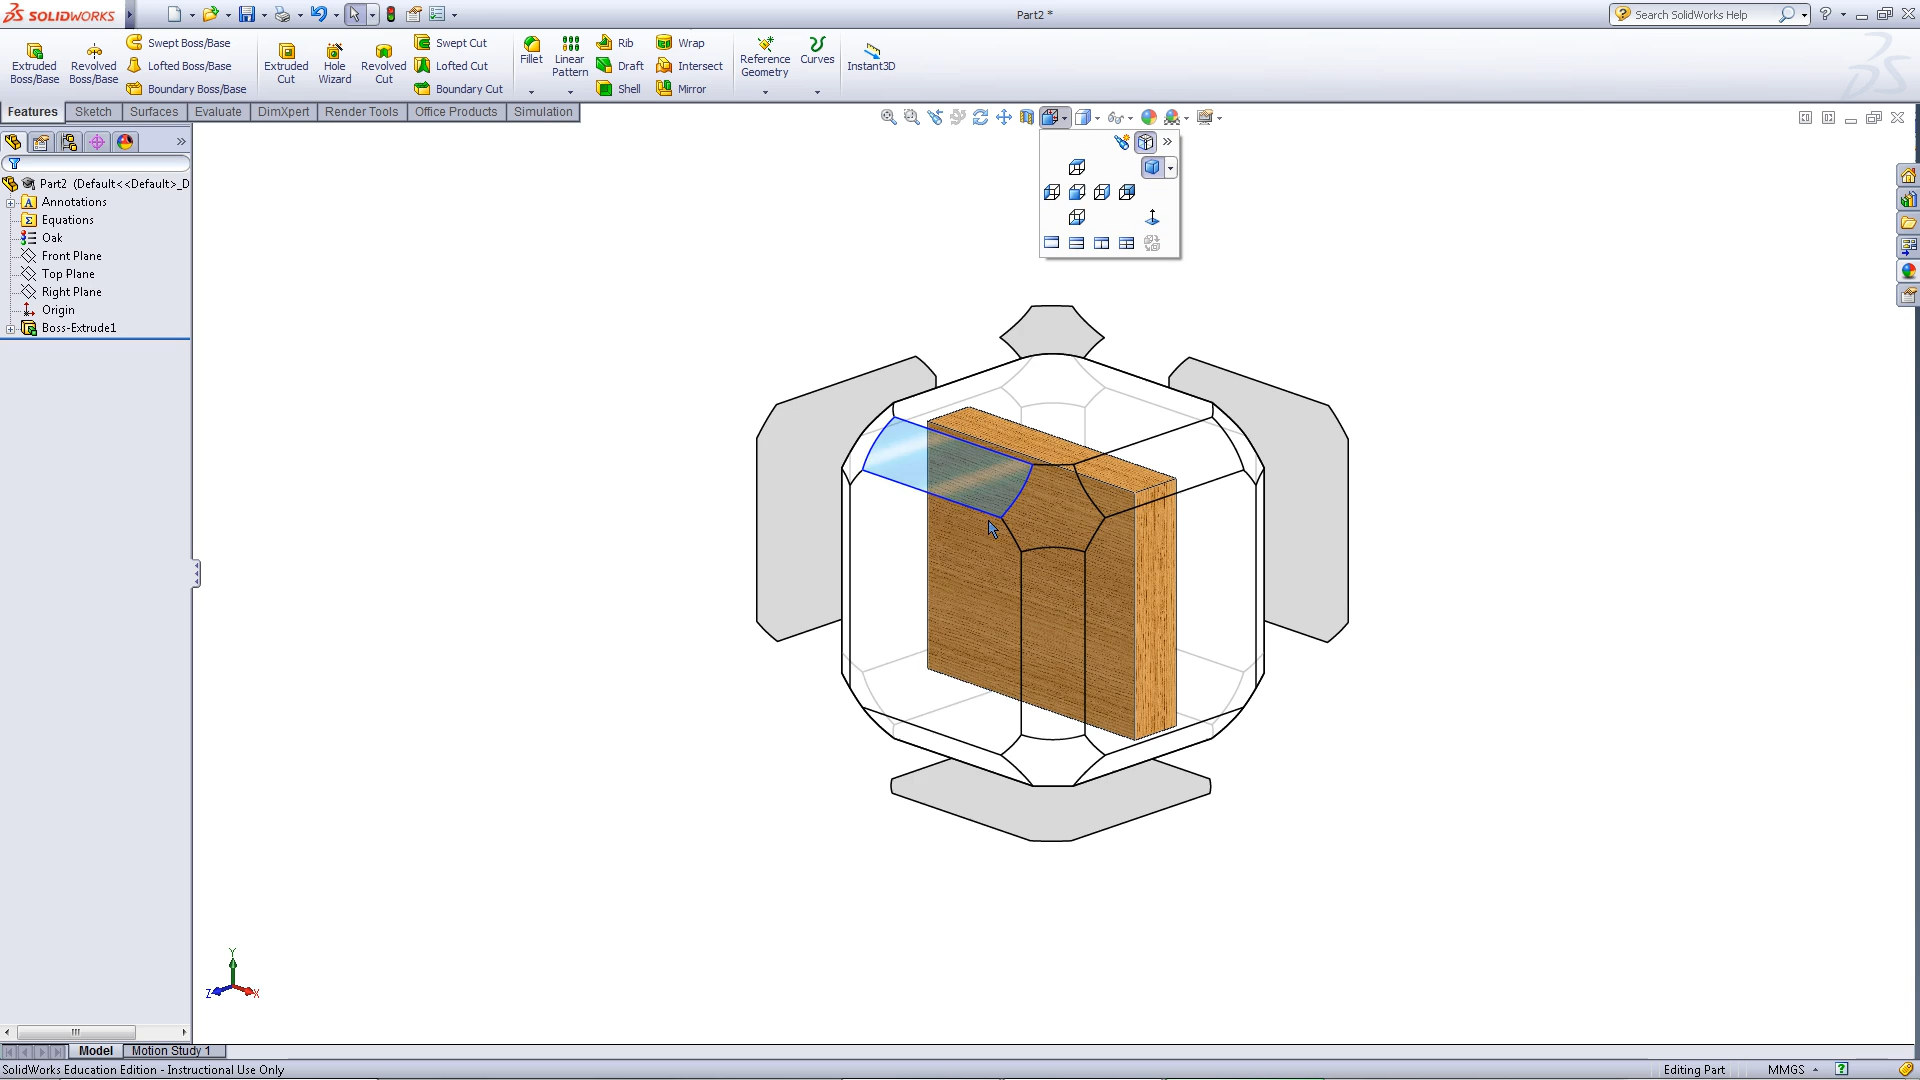 SOLIDWORKS
Part2 *
Search SolidWorks Help
Extruded Boss/Base
Revolved Boss/Base
Swept Boss/Base
Lofted Boss/Base
Boundary Boss/Base
Extruded Cut
Hole Wizard
Revolved Cut
Swept Cut
Lofted Cut
Boundary Cut
Fillet
Linear Pattern
Rib
Draft
Shell
Wrap
Intersect
Mirror
Reference Geometry
Curves
Instant3D
Features
Sketch
Surfaces
Evaluate
DimXpert
Render Tools
Office Products
Simulation
Part2 (Default<<Default>_D
Annotations
Equations
Oak
Front Plane
Top Plane
Right Plane
Origin
Boss-Extrude1
Y
Z
X
Model
Motion Study 1
SolidWorks Education Edition - Instructional Use Only
Editing Part
MMGS